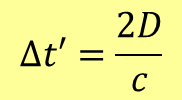 Δt′ = 2D/c